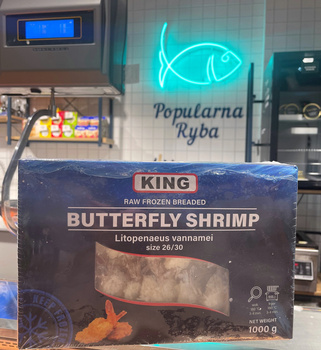 Popularna
Ryba
KING
RAW FROZEN BREADED
BUTTERFLY SHRIMP
Litopenaeus vannamei
size 26/30
NET WEIGHT
1000 g